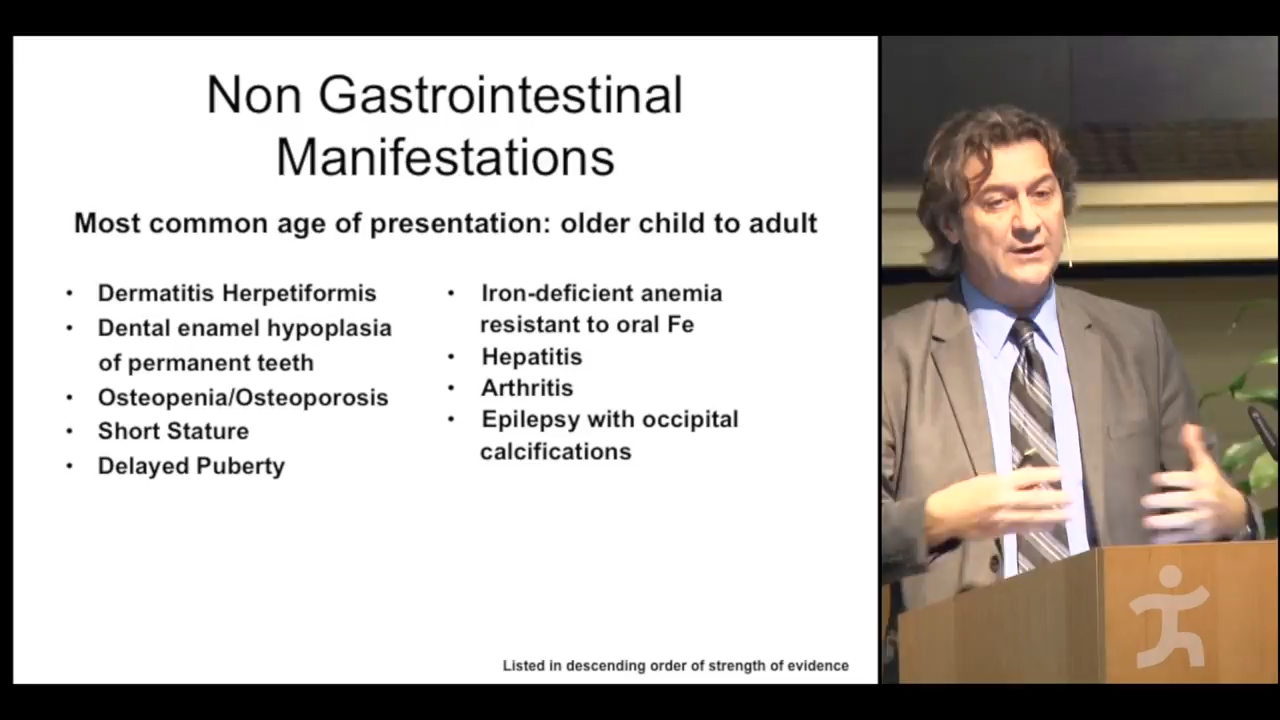 Non Gastrointestinal
Manifestations
Most common age of presentation: older child to adult
• Dermatitis Herpetiformis
• Dental enamel hypoplasia
of permanent teeth
• Osteopenia/Osteoporosis
• Short Stature
• Delayed Puberty
• Iron-deficient anemia
resistant to oral Fe
• Hepatitis
• Arthritis
• Epilepsy with occipital
calcifications
Listed in descending order of strength of evidence